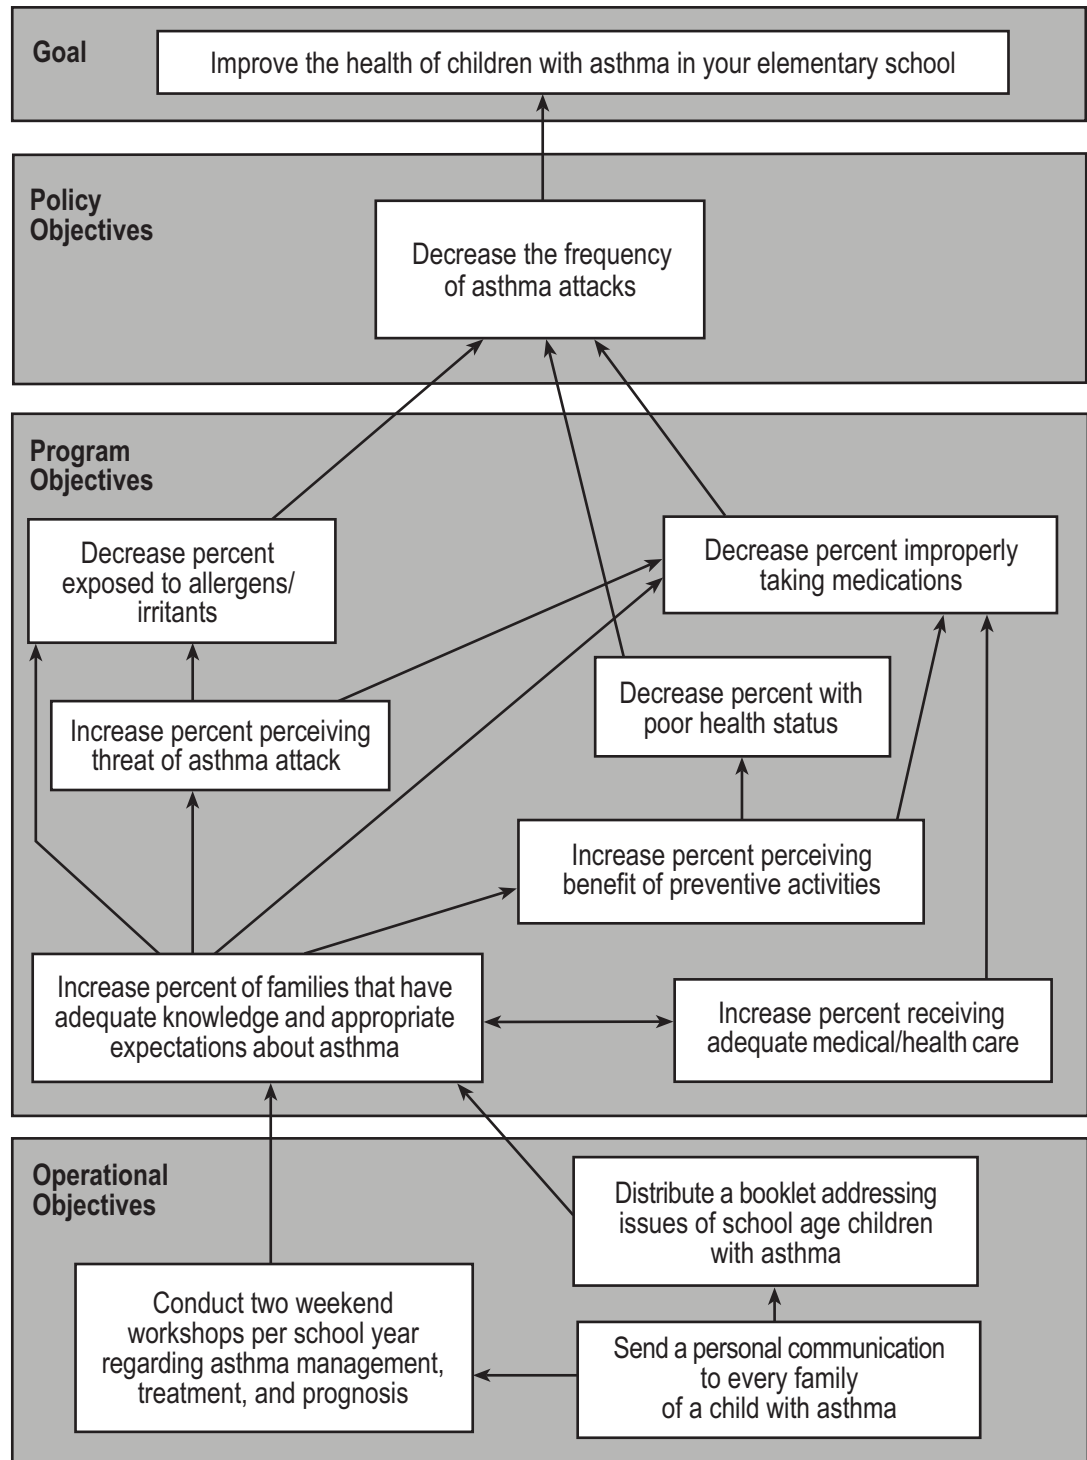 Goal
Improve the health of children with asthma in your elementary school
Policy
Objectives
Decrease the frequency
of asthma attacks
Program
Objectives
Decrease percent
exposed to allergens/
irritants
Decrease percent improperly
taking medications
Increase percent perceiving
threat of asthma attack
Decrease percent with
poor health status
Increase percent perceiving
benefit of preventive activities
Increase percent of families that have
adequate knowledge and appropriate
expectations about asthma
Increase percent receiving
adequate medical/health care
Operational
Objectives
Distribute a booklet addressing
issues of school age children
with asthma
Conduct two weekend
workshops per school year
regarding asthma management,
treatment, and prognosis
Send a personal communication
to every family
of a child with asthma